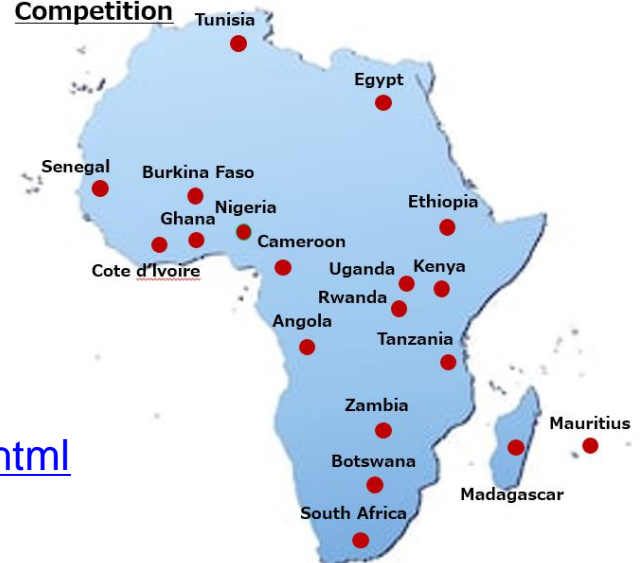 Competition
Tunisia
Egypt
Senegal
Burkina Faso
Ethiopia
Ghana
Nigeria
Cameroon
Cote d'Ivoire
Uganda
Kenya
Rwanda
Angola
Tanzania
Zambia
Mauritius
html
Botswana
Madagascar
South Africa